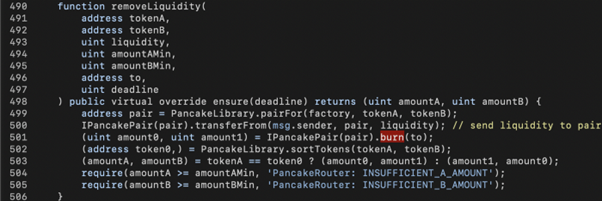 490 function removeLiquidity(
491 address tokenA,
492 address tokenB,
493 uint liquidity,
494 uint amountAMin,
495 uint amountBMin,
496 address to,
497 uint deadline
498 ) public virtual override ensure(deadline) returns (uint amountA, uint amountB) {
499 address pair = PancakeLibrary.pairFor(factory, tokenA, tokenB);
500 IPancakePair(pair).transferFrom(msg.sender, pair, liquidity); // send liquidity to pair
501 (uint amount0, uint amount1) = IPancakePair(pair).burn(to);
502 (address token0,) = PancakeLibrary.sortTokens(tokenA, tokenB);
503 (amountA, amountB) = tokenA == token0 ? (amount0, amount1) : (amount1, amount0);
504 require(amountA >= amountAMin, 'PancakeRouter: INSUFFICIENT_A_AMOUNT');
505 require(amountB >= amountBMin, 'PancakeRouter: INSUFFICIENT_B_AMOUNT');
506 }